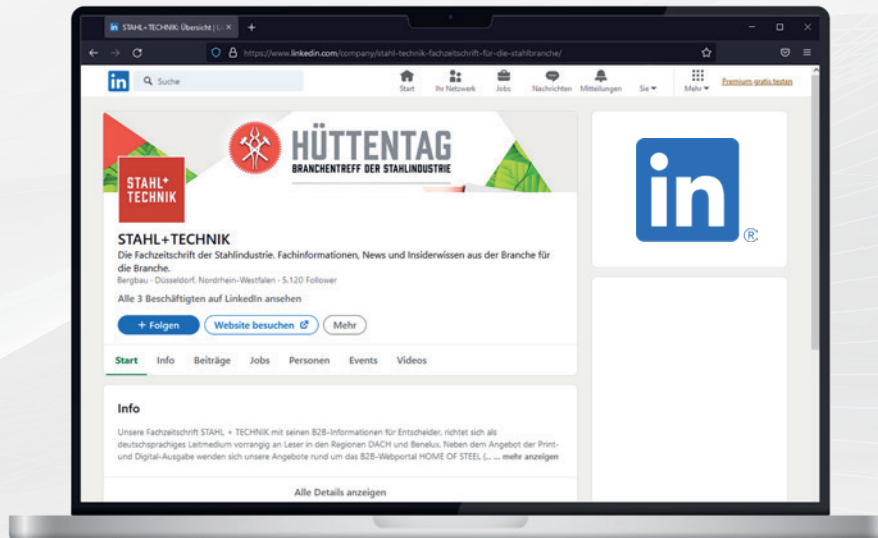 in STAHL+TECHNIK: Übersicht | Li × +
https://www.linkedin.com/company/stahl-technik-fachzeitschrift-für-die-stahlbranche/
in Suche Start Ihr Netzwerk Jobs Nachrichten Mitteilungen Sie Mehr Premium gratis testen
HÜTTENTAG
BRANCHENTREFF DER STAHLINDUSTRIE
STAHL+
TECHNIK
in®
STAHL+TECHNIK
Die Fachzeitschrift der Stahlindustrie. Fachinformationen, News und Insiderwissen aus der Branche für
die Branche.
Bergbau - Düsseldorf, Nordrhein-Westfalen - 5.120 Follower
Alle 3 Beschäftigten auf LinkedIn ansehen
+ Folgen Website besuchen Mehr
Start Info Beiträge Jobs Personen Events Videos
Info
Unsere Fachzeitschrift STAHL + TECHNIK mit seinen B2B-Informationen für Entscheider, richtet sich als
deutschsprachiges Leitmedium vorrangig an Leser in den Regionen DACH und Benelux. Neben dem Angebot der Print-
und Digital-Ausgabe wenden sich unsere Angebote rund um das B2B-Webportal HOME OF STEEL (... ... mehr anzeigen
Alle Details anzeigen